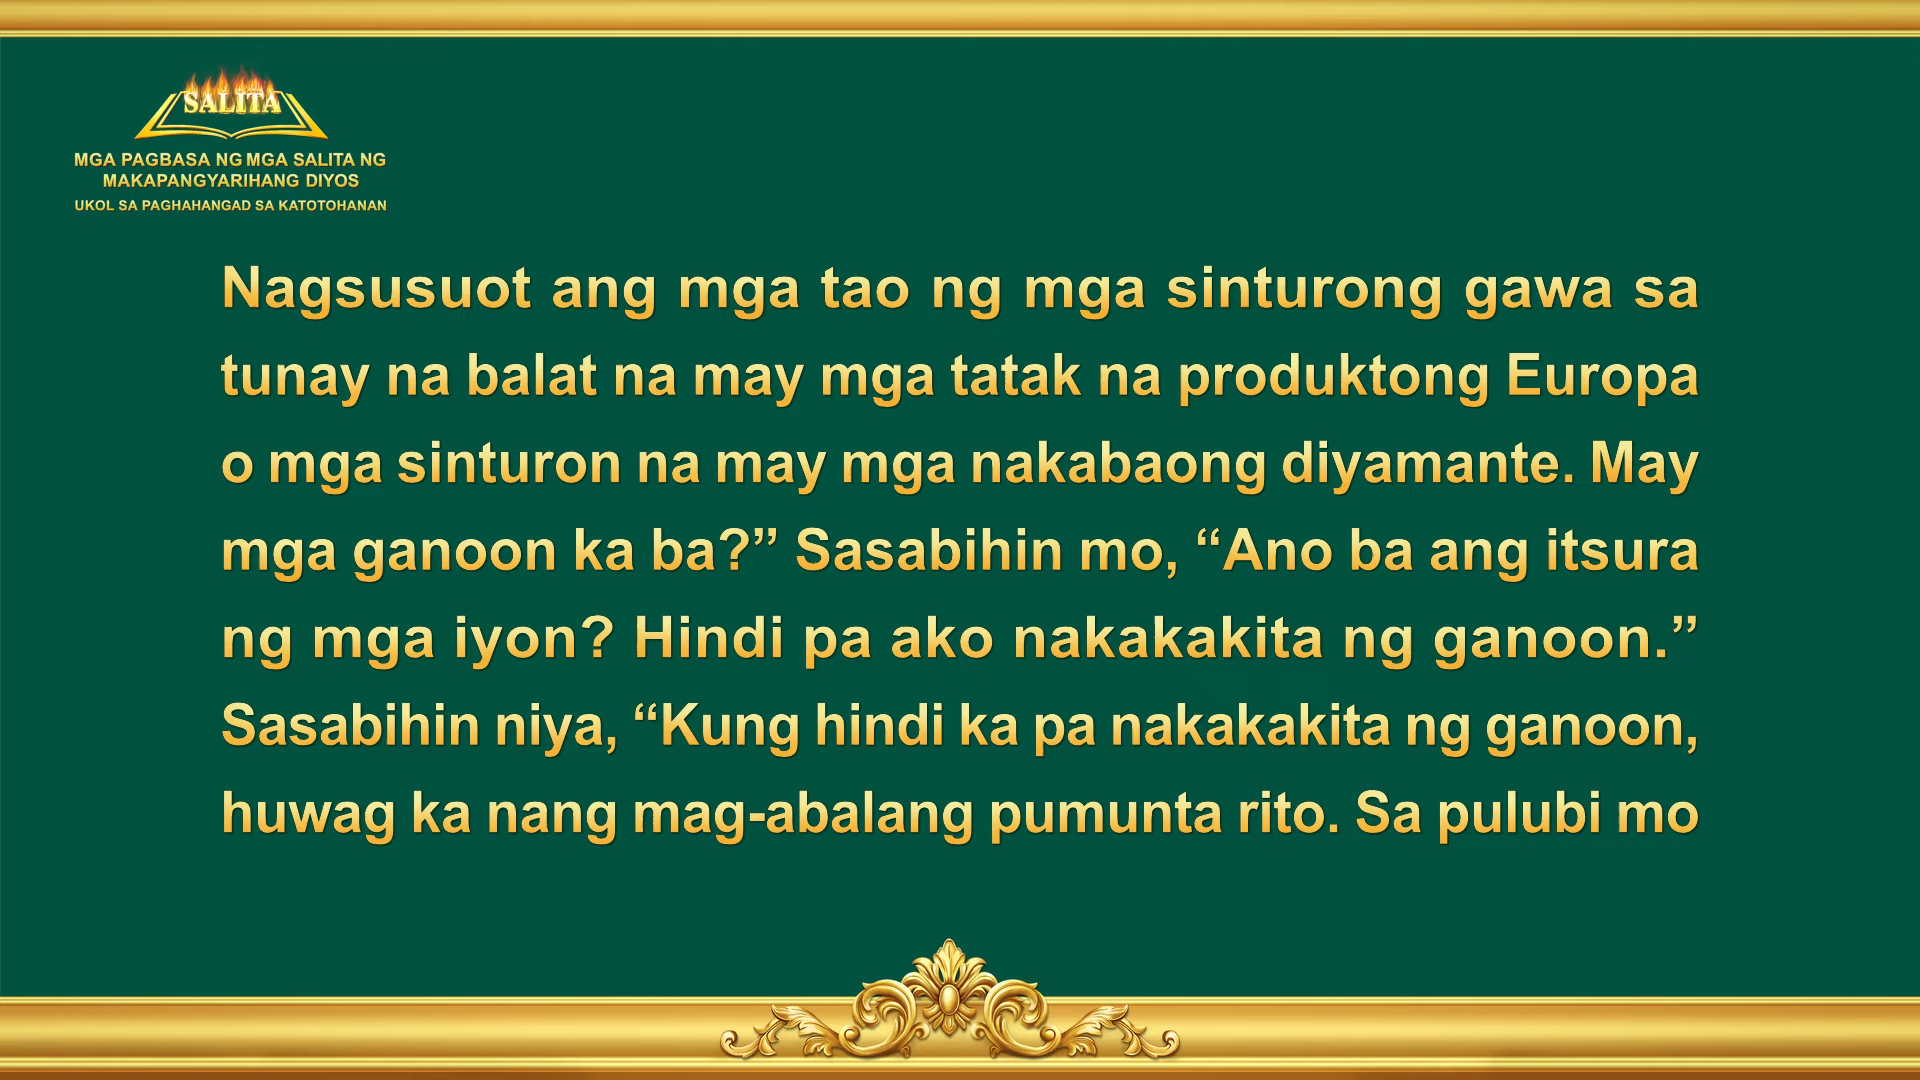 SALITA
MGA PAGBASA NG MGA SALITA NG
MAKAPANGYARIHANG DIYOS
UKOL SA PAGHAHANGAD SA KATOTOHANAN
Nagsusuot ang mga tao ng mga sinturong gawa sa
tunay na balat na may mga tatak na produktong Europa
o mga sinturon na may mga nakabaong diyamante. May
mga ganoon ka ba?” Sasabihin mo, “Ano ba ang itsura
ng mga iyon? Hindi pa ako nakakakita ng ganoon.”
Sasabihin niya, “Kung hindi ka pa nakakakita ng ganoon,
huwag ka nang mag-abalang pumunta rito. Sa pulubi mo